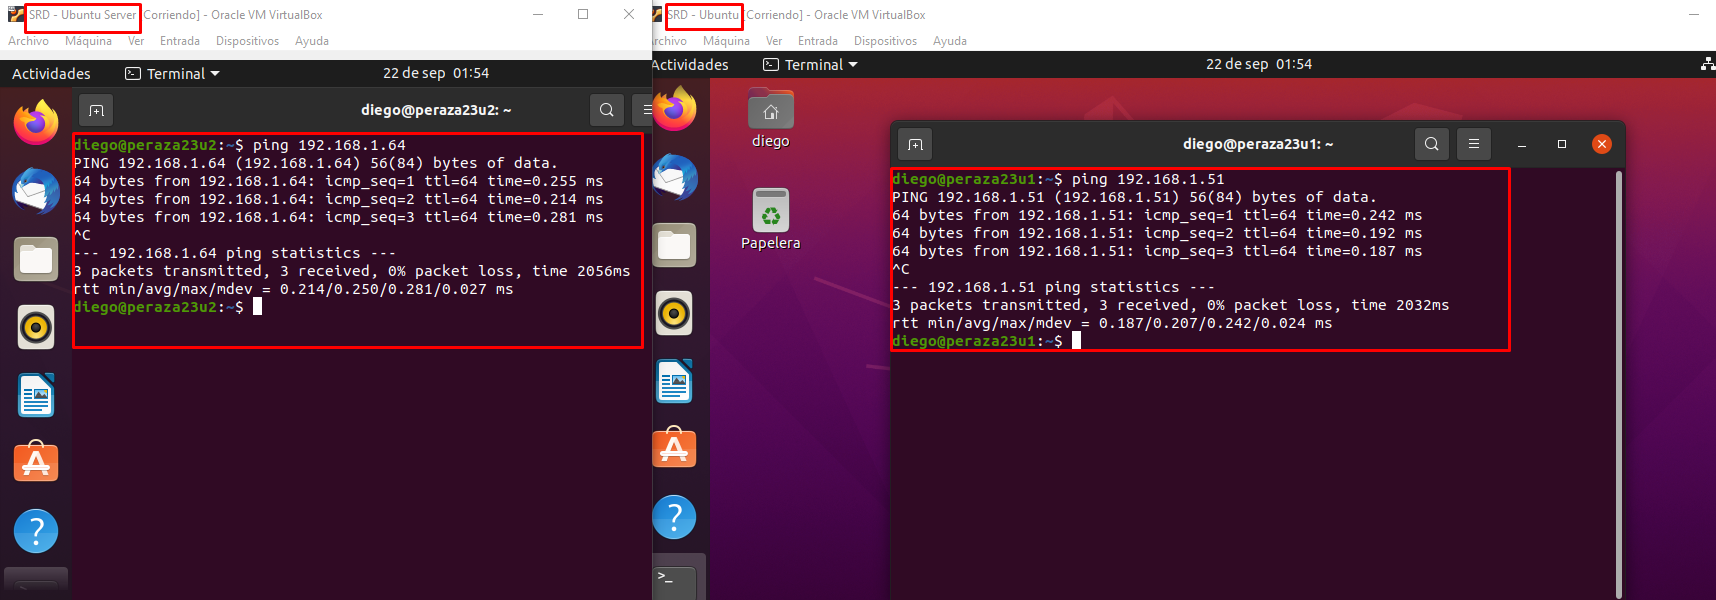 SRD - Ubuntu Server [Corriendo] - Oracle VM VirtualBox
Archivo Máquina Ver Entrada Dispositivos Ayuda
Actividades Terminal 22 de sep 01:54
diego@peraza23u2: ~
diego@peraza23u2:~$ ping 192.168.1.64
PING 192.168.1.64 (192.168.1.64) 56(84) bytes of data.
64 bytes from 192.168.1.64: icmp_seq=1 ttl=64 time=0.255 ms
64 bytes from 192.168.1.64: icmp_seq=2 ttl=64 time=0.214 ms
64 bytes from 192.168.1.64: icmp_seq=3 ttl=64 time=0.281 ms
^C
--- 192.168.1.64 ping statistics ---
3 packets transmitted, 3 received, 0% packet loss, time 2056ms
rtt min/avg/max/mdev = 0.214/0.250/0.281/0.027 ms
diego@peraza23u2:~$
SRD - Ubuntu [Corriendo] - Oracle VM VirtualBox
Archivo Máquina Ver Entrada Dispositivos Ayuda
Actividades Terminal 22 de sep 01:54
diego
Papelera
diego@peraza23u1: ~
diego@peraza23u1:~$ ping 192.168.1.51
PING 192.168.1.51 (192.168.1.51) 56(84) bytes of data.
64 bytes from 192.168.1.51: icmp_seq=1 ttl=64 time=0.242 ms
64 bytes from 192.168.1.51: icmp_seq=2 ttl=64 time=0.192 ms
64 bytes from 192.168.1.51: icmp_seq=3 ttl=64 time=0.187 ms
^C
--- 192.168.1.51 ping statistics ---
3 packets transmitted, 3 received, 0% packet loss, time 2032ms
rtt min/avg/max/mdev = 0.187/0.207/0.242/0.024 ms
diego@peraza23u1:~$